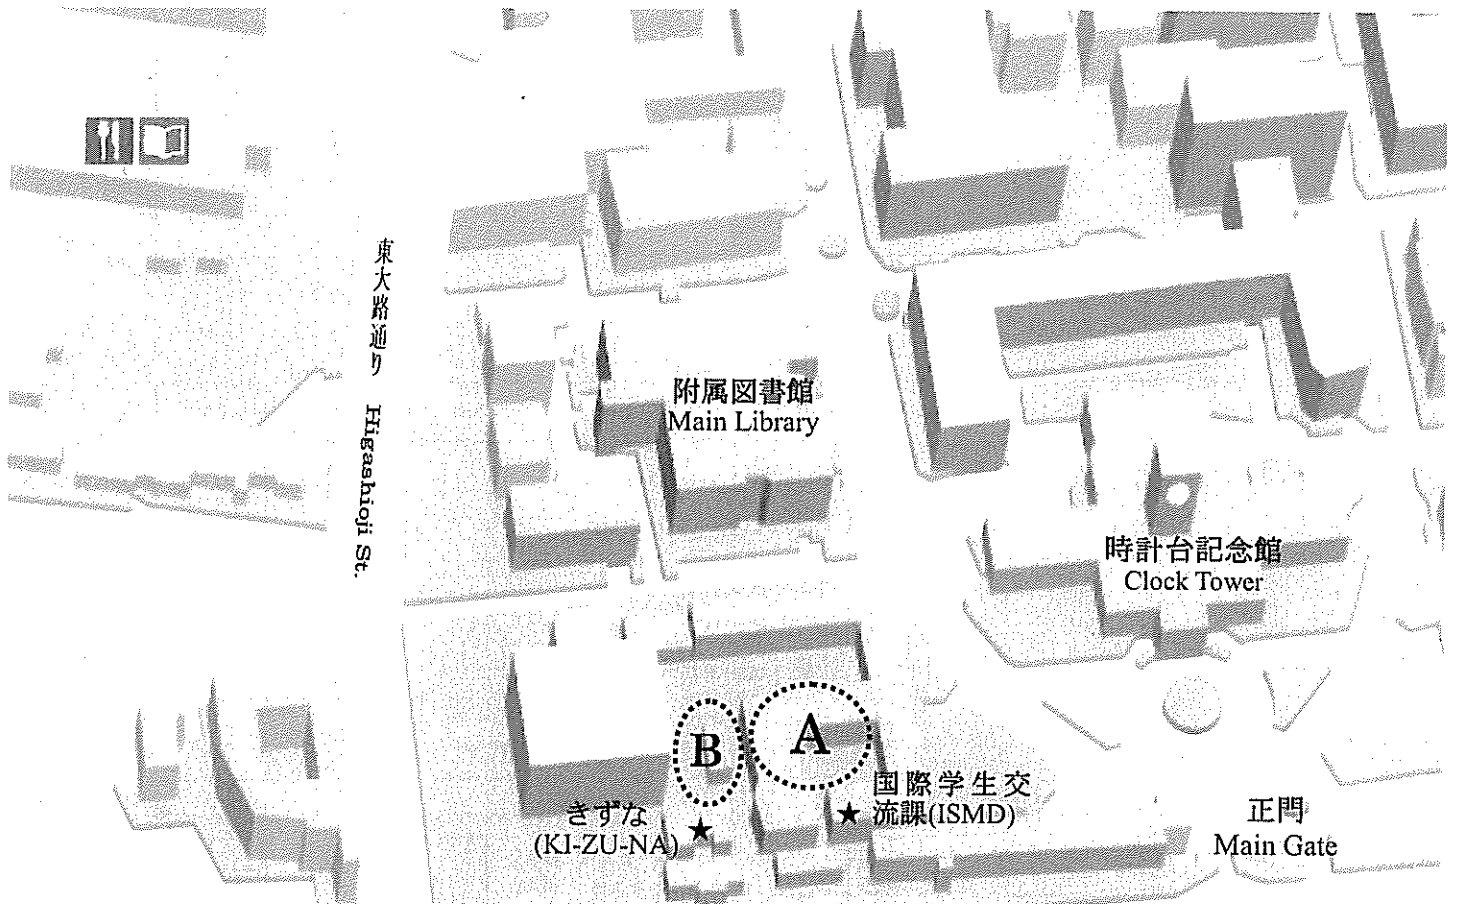 東大路通り Higashioji St.
附属図書館
Main Library
時計台記念館
Clock Tower
B
A
国際学生交
流課(ISMD)
きずな
(KI-ZU-NA)
正門
Main Gate